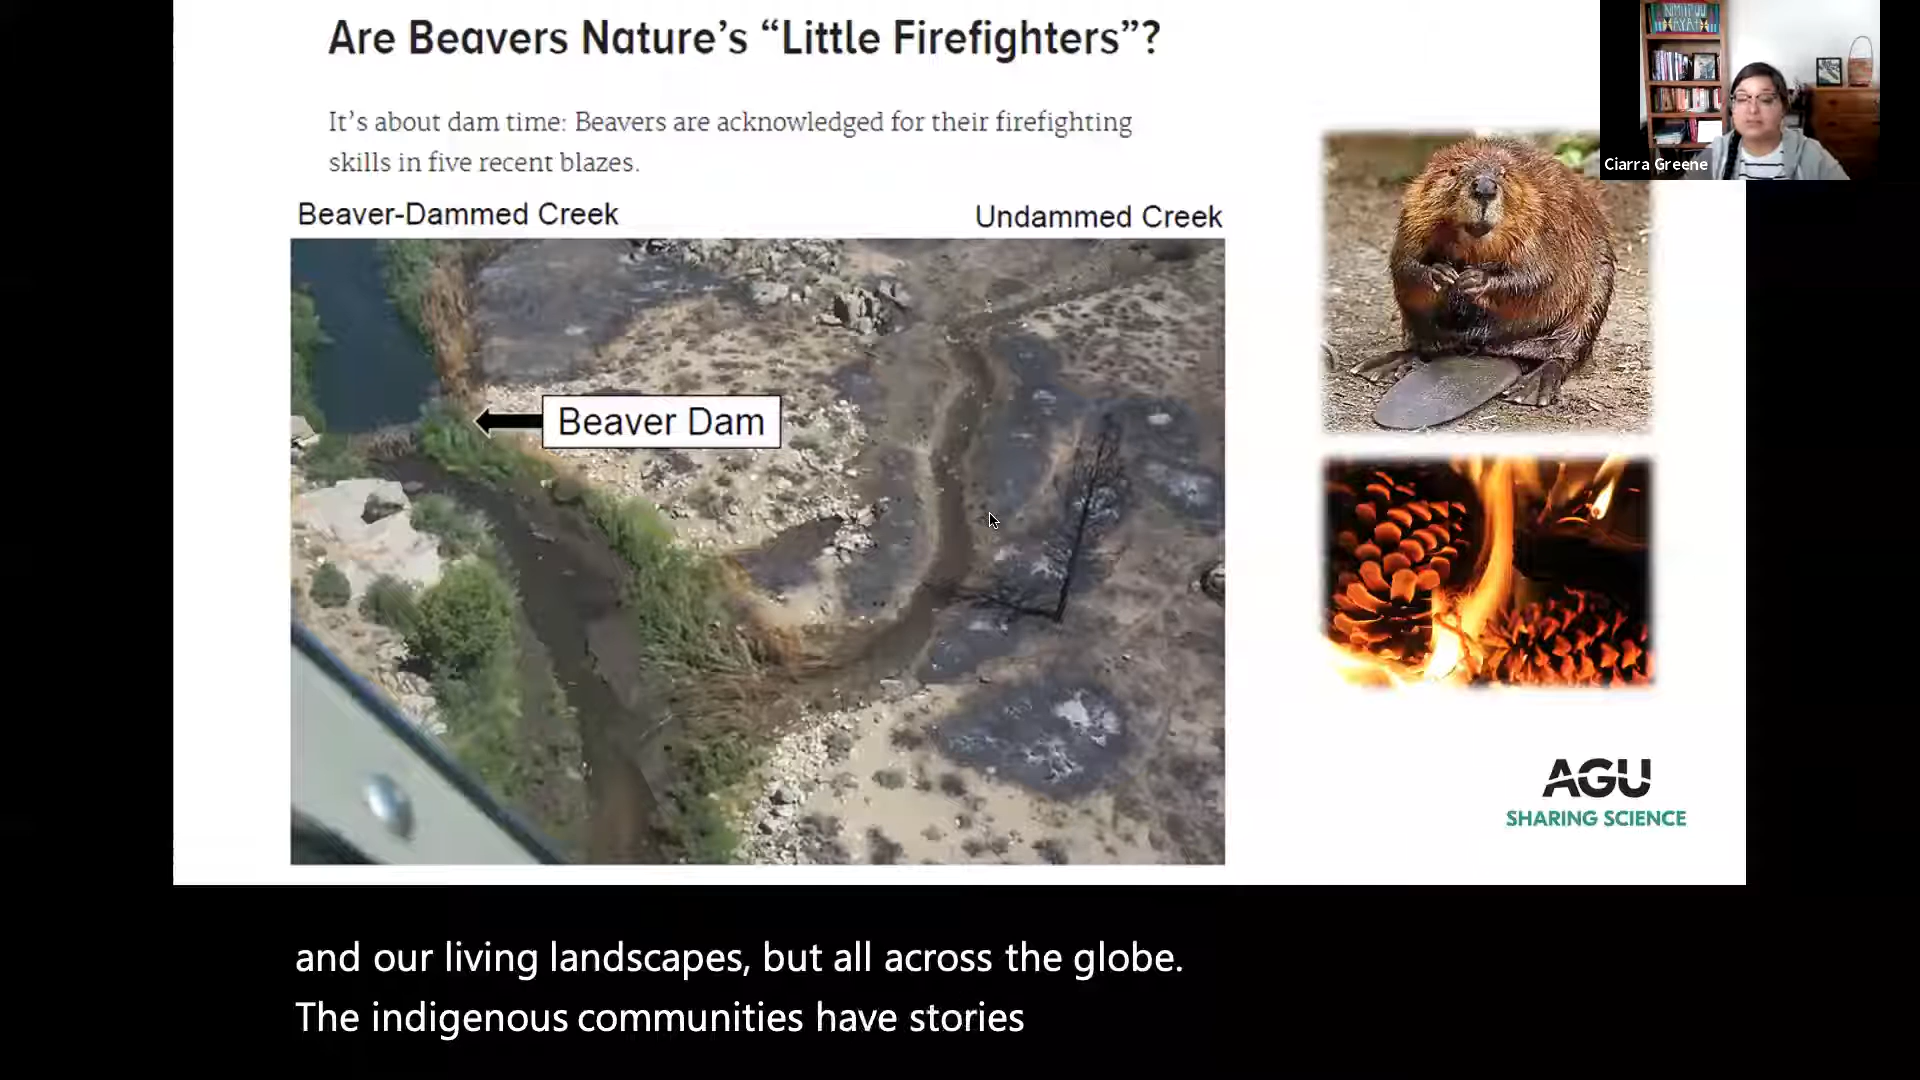 Are Beavers Nature's “Little Firefighters”?
It's about dam time: Beavers are acknowledged for their firefighting
skills in five recent blazes.
Beaver-Dammed Creek
Undammed Creek
Beaver Dam
NIMIIPUU
Ciarra Greene
AGU
SHARING SCIENCE
and our living landscapes, but all across the globe.
The indigenous communities have stories